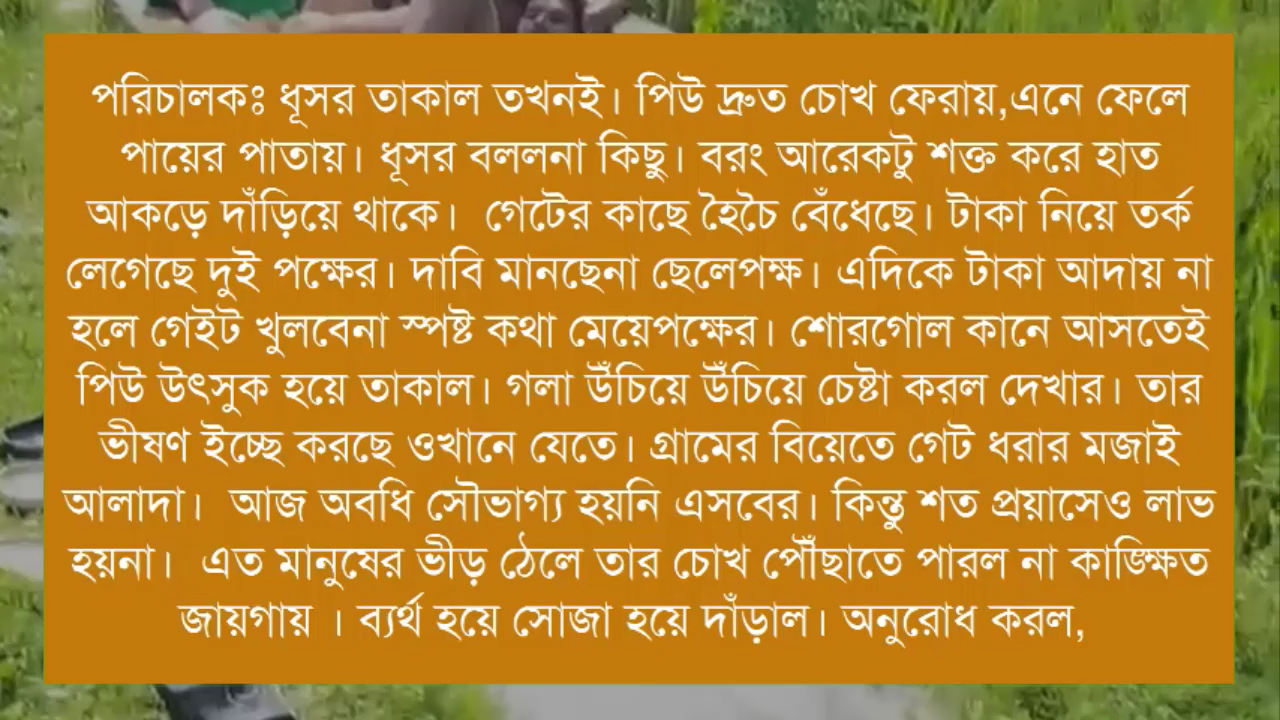 পরিচালকঃ ধূসর তাকাল তখনই। পিউ দ্রুত চোখ ফেরায়,এনে ফেলে
পায়ের পাতায়। ধূসর বললনা কিছু। বরং আরেকটু শক্ত করে হাত
আকড়ে দাঁড়িয়ে থাকে। গেটের কাছে হৈচৈ বেঁধেছে। টাকা নিয়ে তর্ক
লেগেছে দুই পক্ষের। দাবি মানছেনা ছেলেপক্ষ। এদিকে টাকা আদায় না
হলে গেইট খুলবেনা স্পষ্ট কথা মেয়েপক্ষের। শোরগোল কানে আসতেই
পিউ উৎসুক হয়ে তাকাল। গলা উঁচিয়ে উঁচিয়ে চেষ্টা করল দেখার। তার
ভীষণ ইচ্ছে করছে ওখানে যেতে। গ্রামের বিয়েতে গেট ধরার মজাই
আলাদা। আজ অবধি সৌভাগ্য হয়নি এসবের। কিন্তু শত প্রয়াসেও লাভ
হয়না। এত মানুষের ভীড় ঠেলে তার চোখ পৌঁছাতে পারল না কাঙ্ক্ষিত
জায়গায় । ব্যর্থ হয়ে সোজা হয়ে দাঁড়াল। অনুরোধ করল,